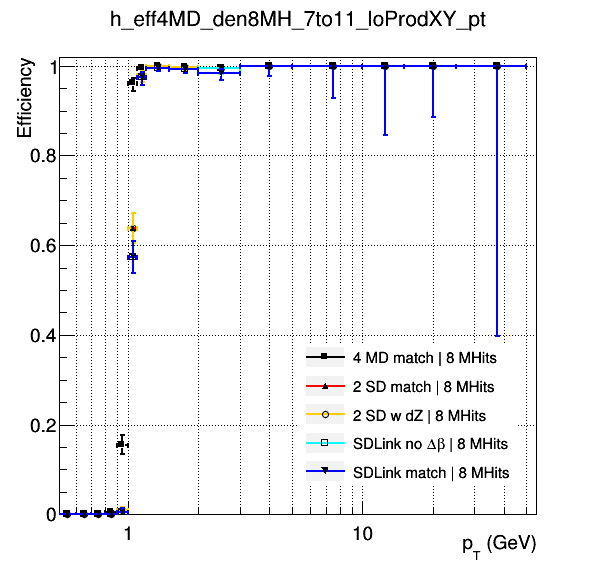 h_eff4MD_den8MH_7to11_loProdXY_pt
Efficiency
1
0.8
0.6
0.4
0.2
0
4 MD match | 8 MHits
2 SD match | 8 MHits
2 SD w dZ | 8 MHits
SDLink no Δβ | 8 MHits
SDLink match | 8 MHits
1
10
p_T (GeV)